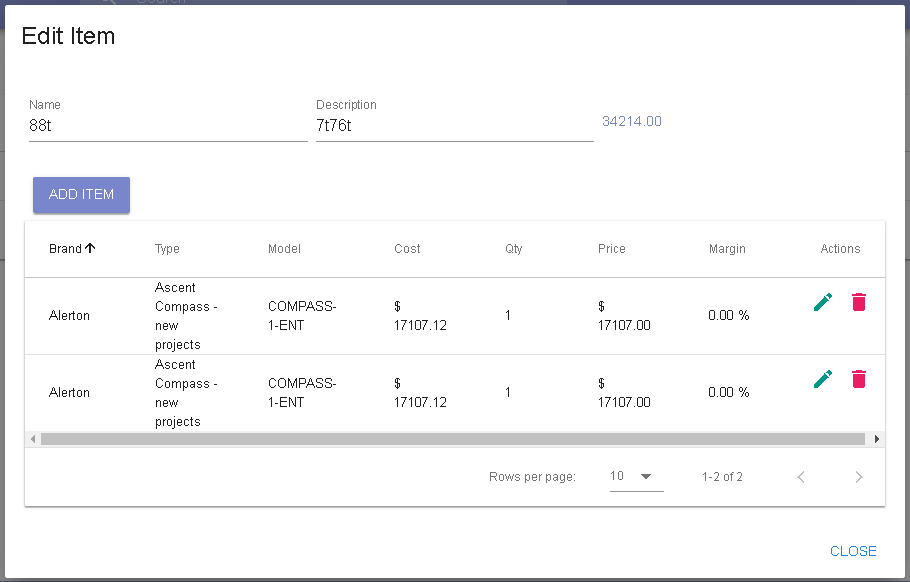 Search
Edit Item
Name
Description
88t
7t76t
34214.00
ADD ITEM
Brand Type Model Cost Qty Price Margin Actions
Alerton
Ascent
Compass -
new
projects
COMPASS-
1-ENT
$
17107.12
1
$
17107.00
0.00 %
Alerton
Ascent
Compass -
new
projects
COMPASS-
1-ENT
$
17107.12
1
$
17107.00
0.00 %
Rows per page: 10 1-2 of 2
CLOSE